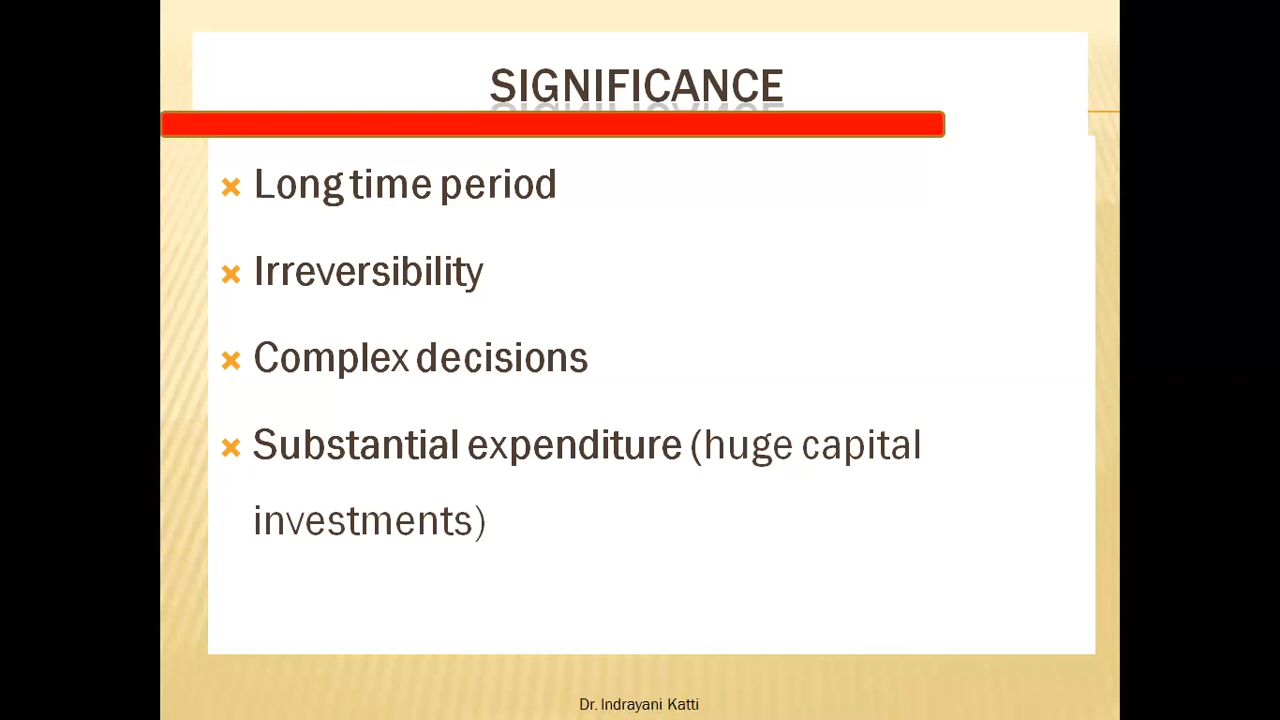 SIGNIFICANCE
Long time period
Irreversibility
Complex decisions
Substantial expenditure (huge capital
investments)
Dr. Indrayani Katti